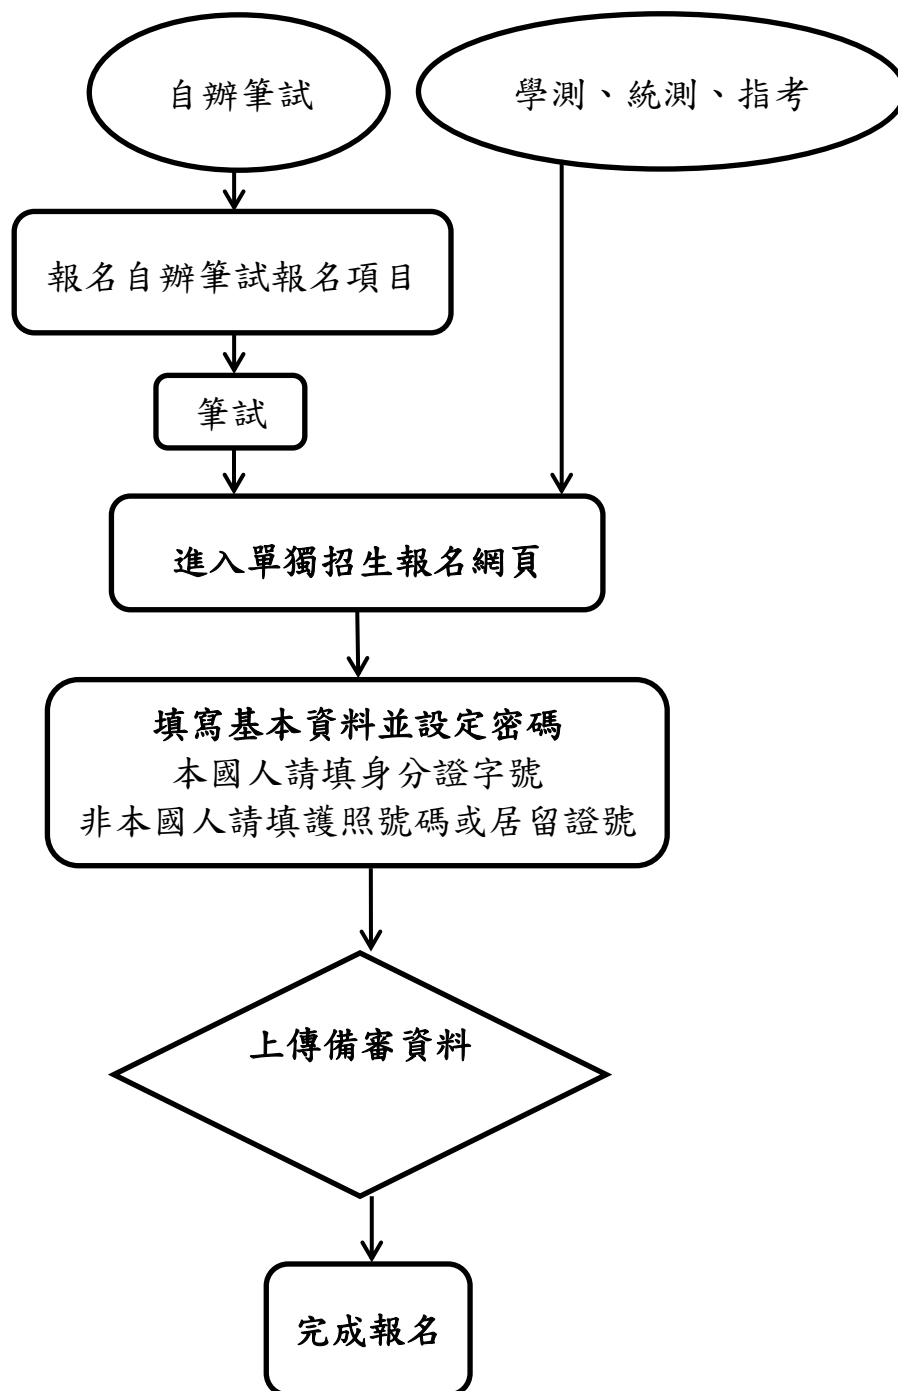 自辦筆試
學測、統測、指考
報名自辦筆試報名項目
筆試
進入單獨招生報名網頁
填寫基本資料並設定密碼
本國人請填身分證字號
非本國人請填護照號碼或居留證號
上傳備審資料
完成報名